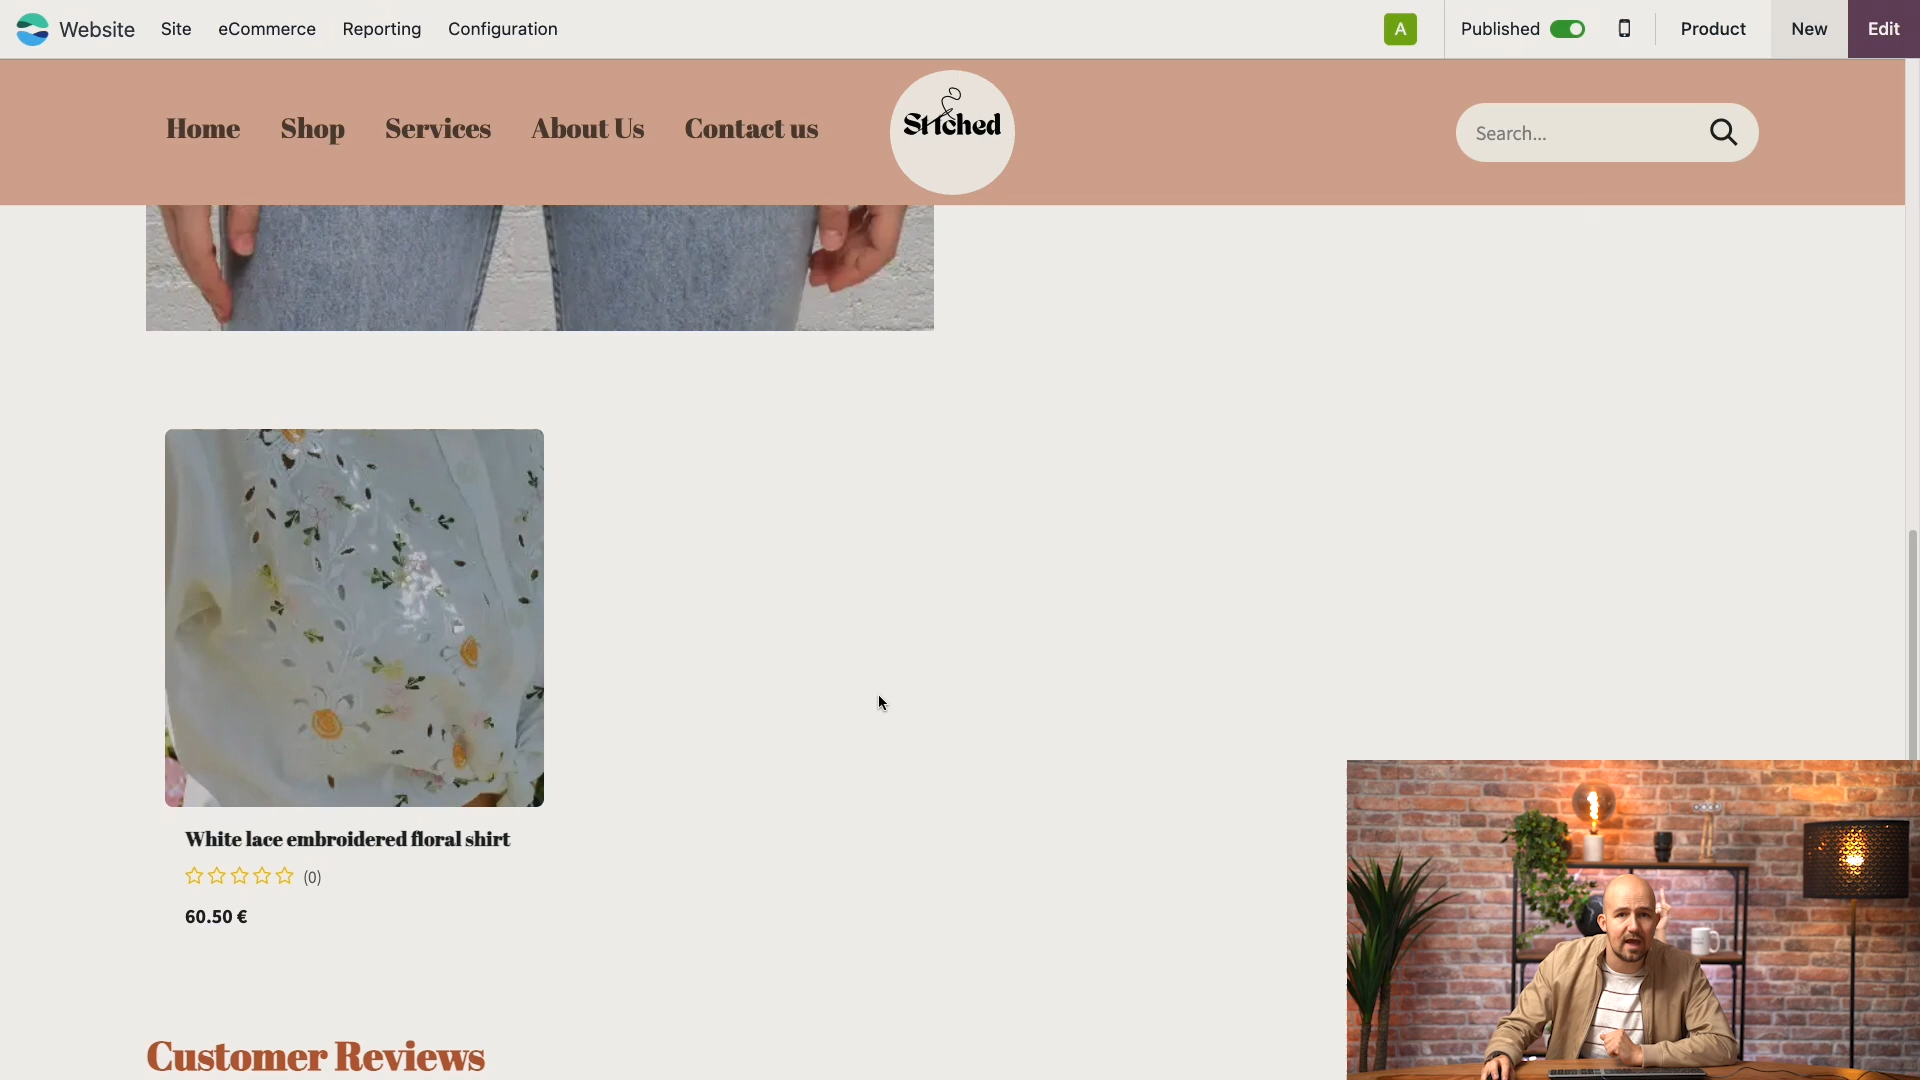 Website Site eCommerce Reporting Configuration A Published Product New Edit
Home Shop Services About Us Contact us Stitched Search...
White lace embroidered floral shirt
(0)
60.50 €
Customer Reviews